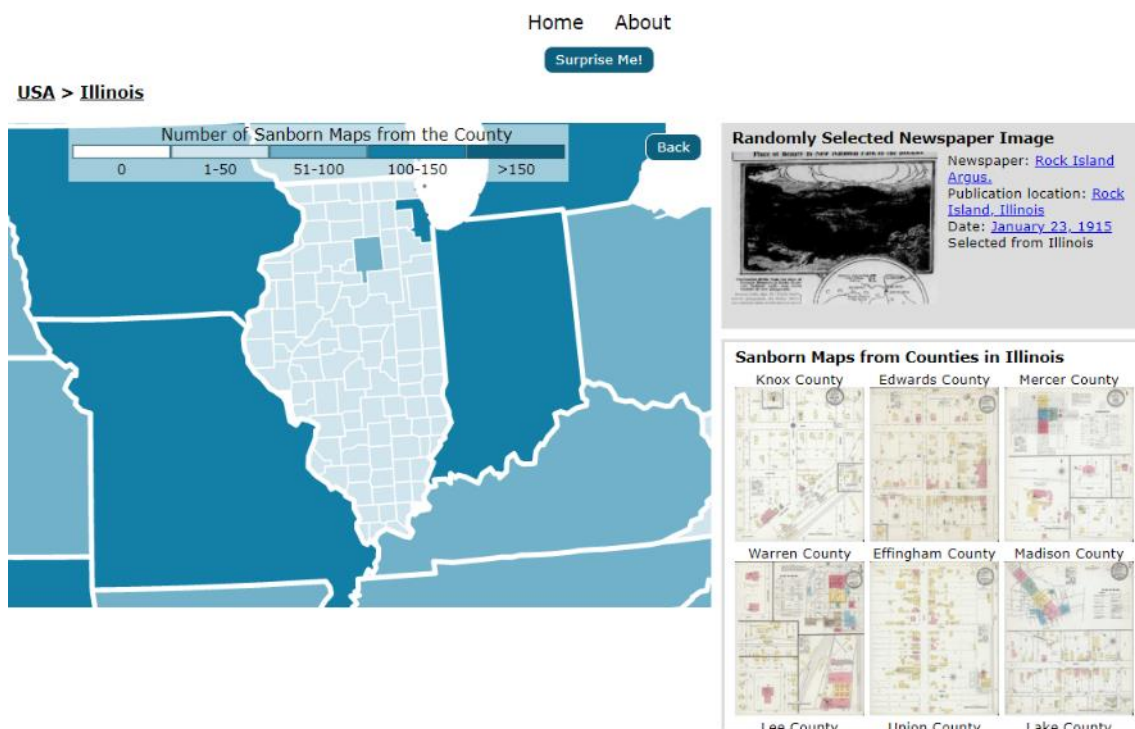 Home About
Surprise Me!
USA > Illinois
Number of Sanborn Maps from the County
0 1-50 51-100 100-150 >150
Back
Randomly Selected Newspaper Image
Newspaper: Rock Island
Argus.
Publication location: Rock
Island, Illinois
Date: January 23, 1915
Selected from Illinois
Sanborn Maps from Counties in Illinois
Knox County Edwards County Mercer County
Warren County Effingham County Madison County
Lee County Union County Lake County